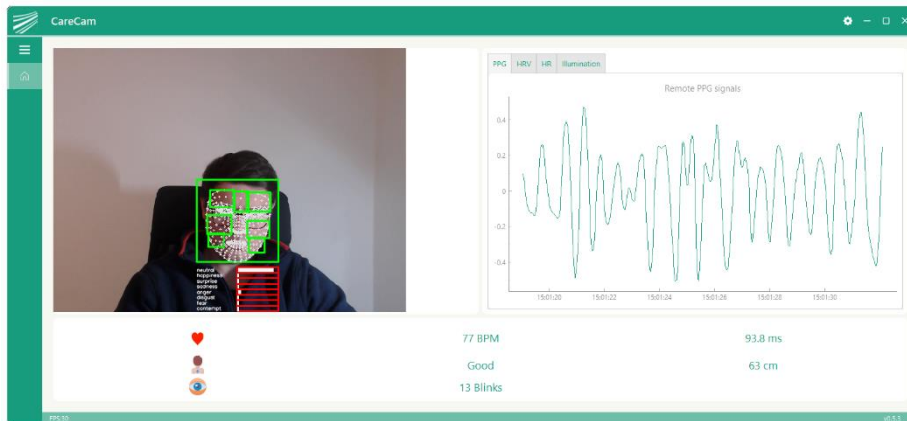 CareCam
PPG
HRV
HR
Illumination
Remote PPG signals
0.4
0.2
0
-0.2
-0.4
15:01:20
15:01:22
15:01:24
15:01:26
15:01:28
15:01:30
neutral
happiness
surprise
sadness
anger
disgust
fear
contempt
77 BPM
93.8 ms
Good
63 cm
13 Blinks